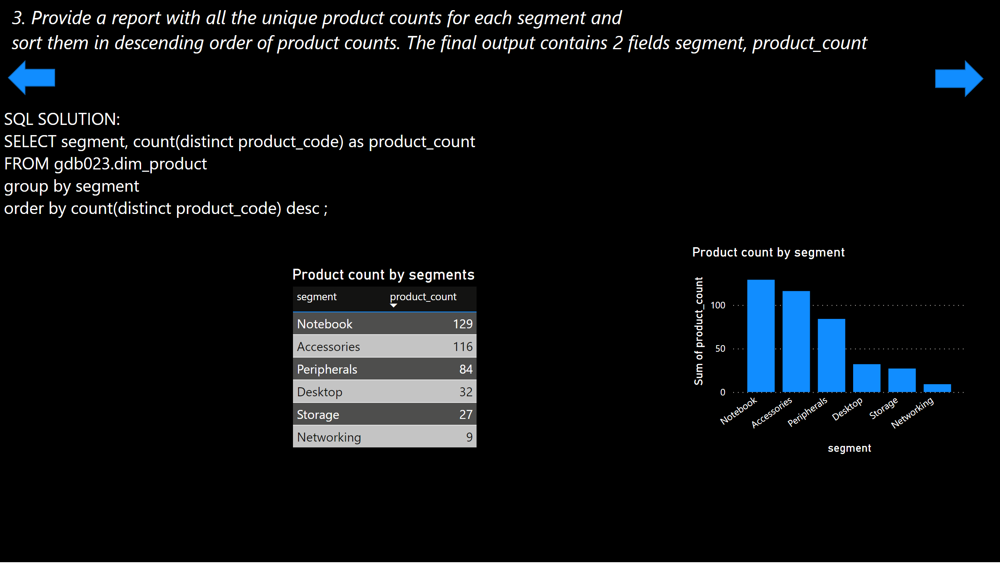 3. Provide a report with all the unique product counts for each segment and
sort them in descending order of product counts. The final output contains 2 fields segment, product_count
SQL SOLUTION:
SELECT segment, count(distinct product_code) as product_count
FROM gdb023.dim_product
group by segment
order by count(distinct product_code) desc ;
Product count by segments
segment product_count
Notebook 129
Accessories 116
Peripherals 84
Desktop 32
Storage 27
Networking 9
Product count by segment
Sum of product_count
100
50
0
Notebook Accessories Peripherals Desktop Storage Networking
segment